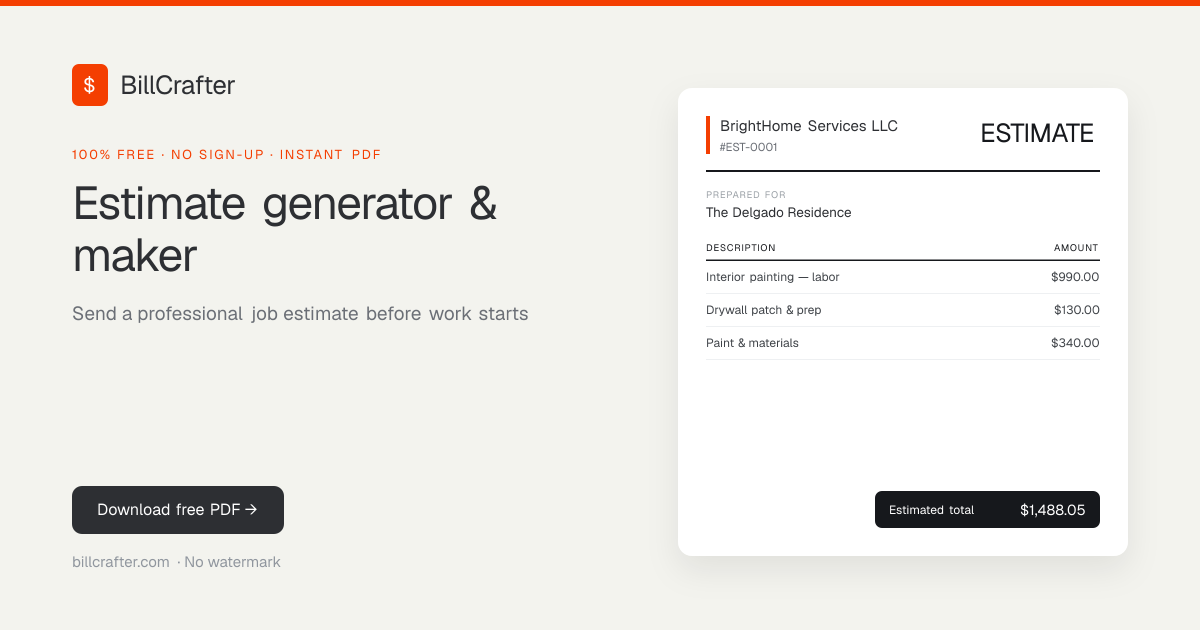 $ BillCrafter
100% FREE · NO SIGN-UP · INSTANT PDF
Estimate generator &
maker
Send a professional job estimate before work starts
Download free PDF →
billcrafter.com · No watermark
BrightHome Services LLC
#EST-0001
ESTIMATE
PREPARED FOR
The Delgado Residence
DESCRIPTION AMOUNT
Interior painting — labor $990.00
Drywall patch & prep $130.00
Paint & materials $340.00
Estimated total $1,488.05